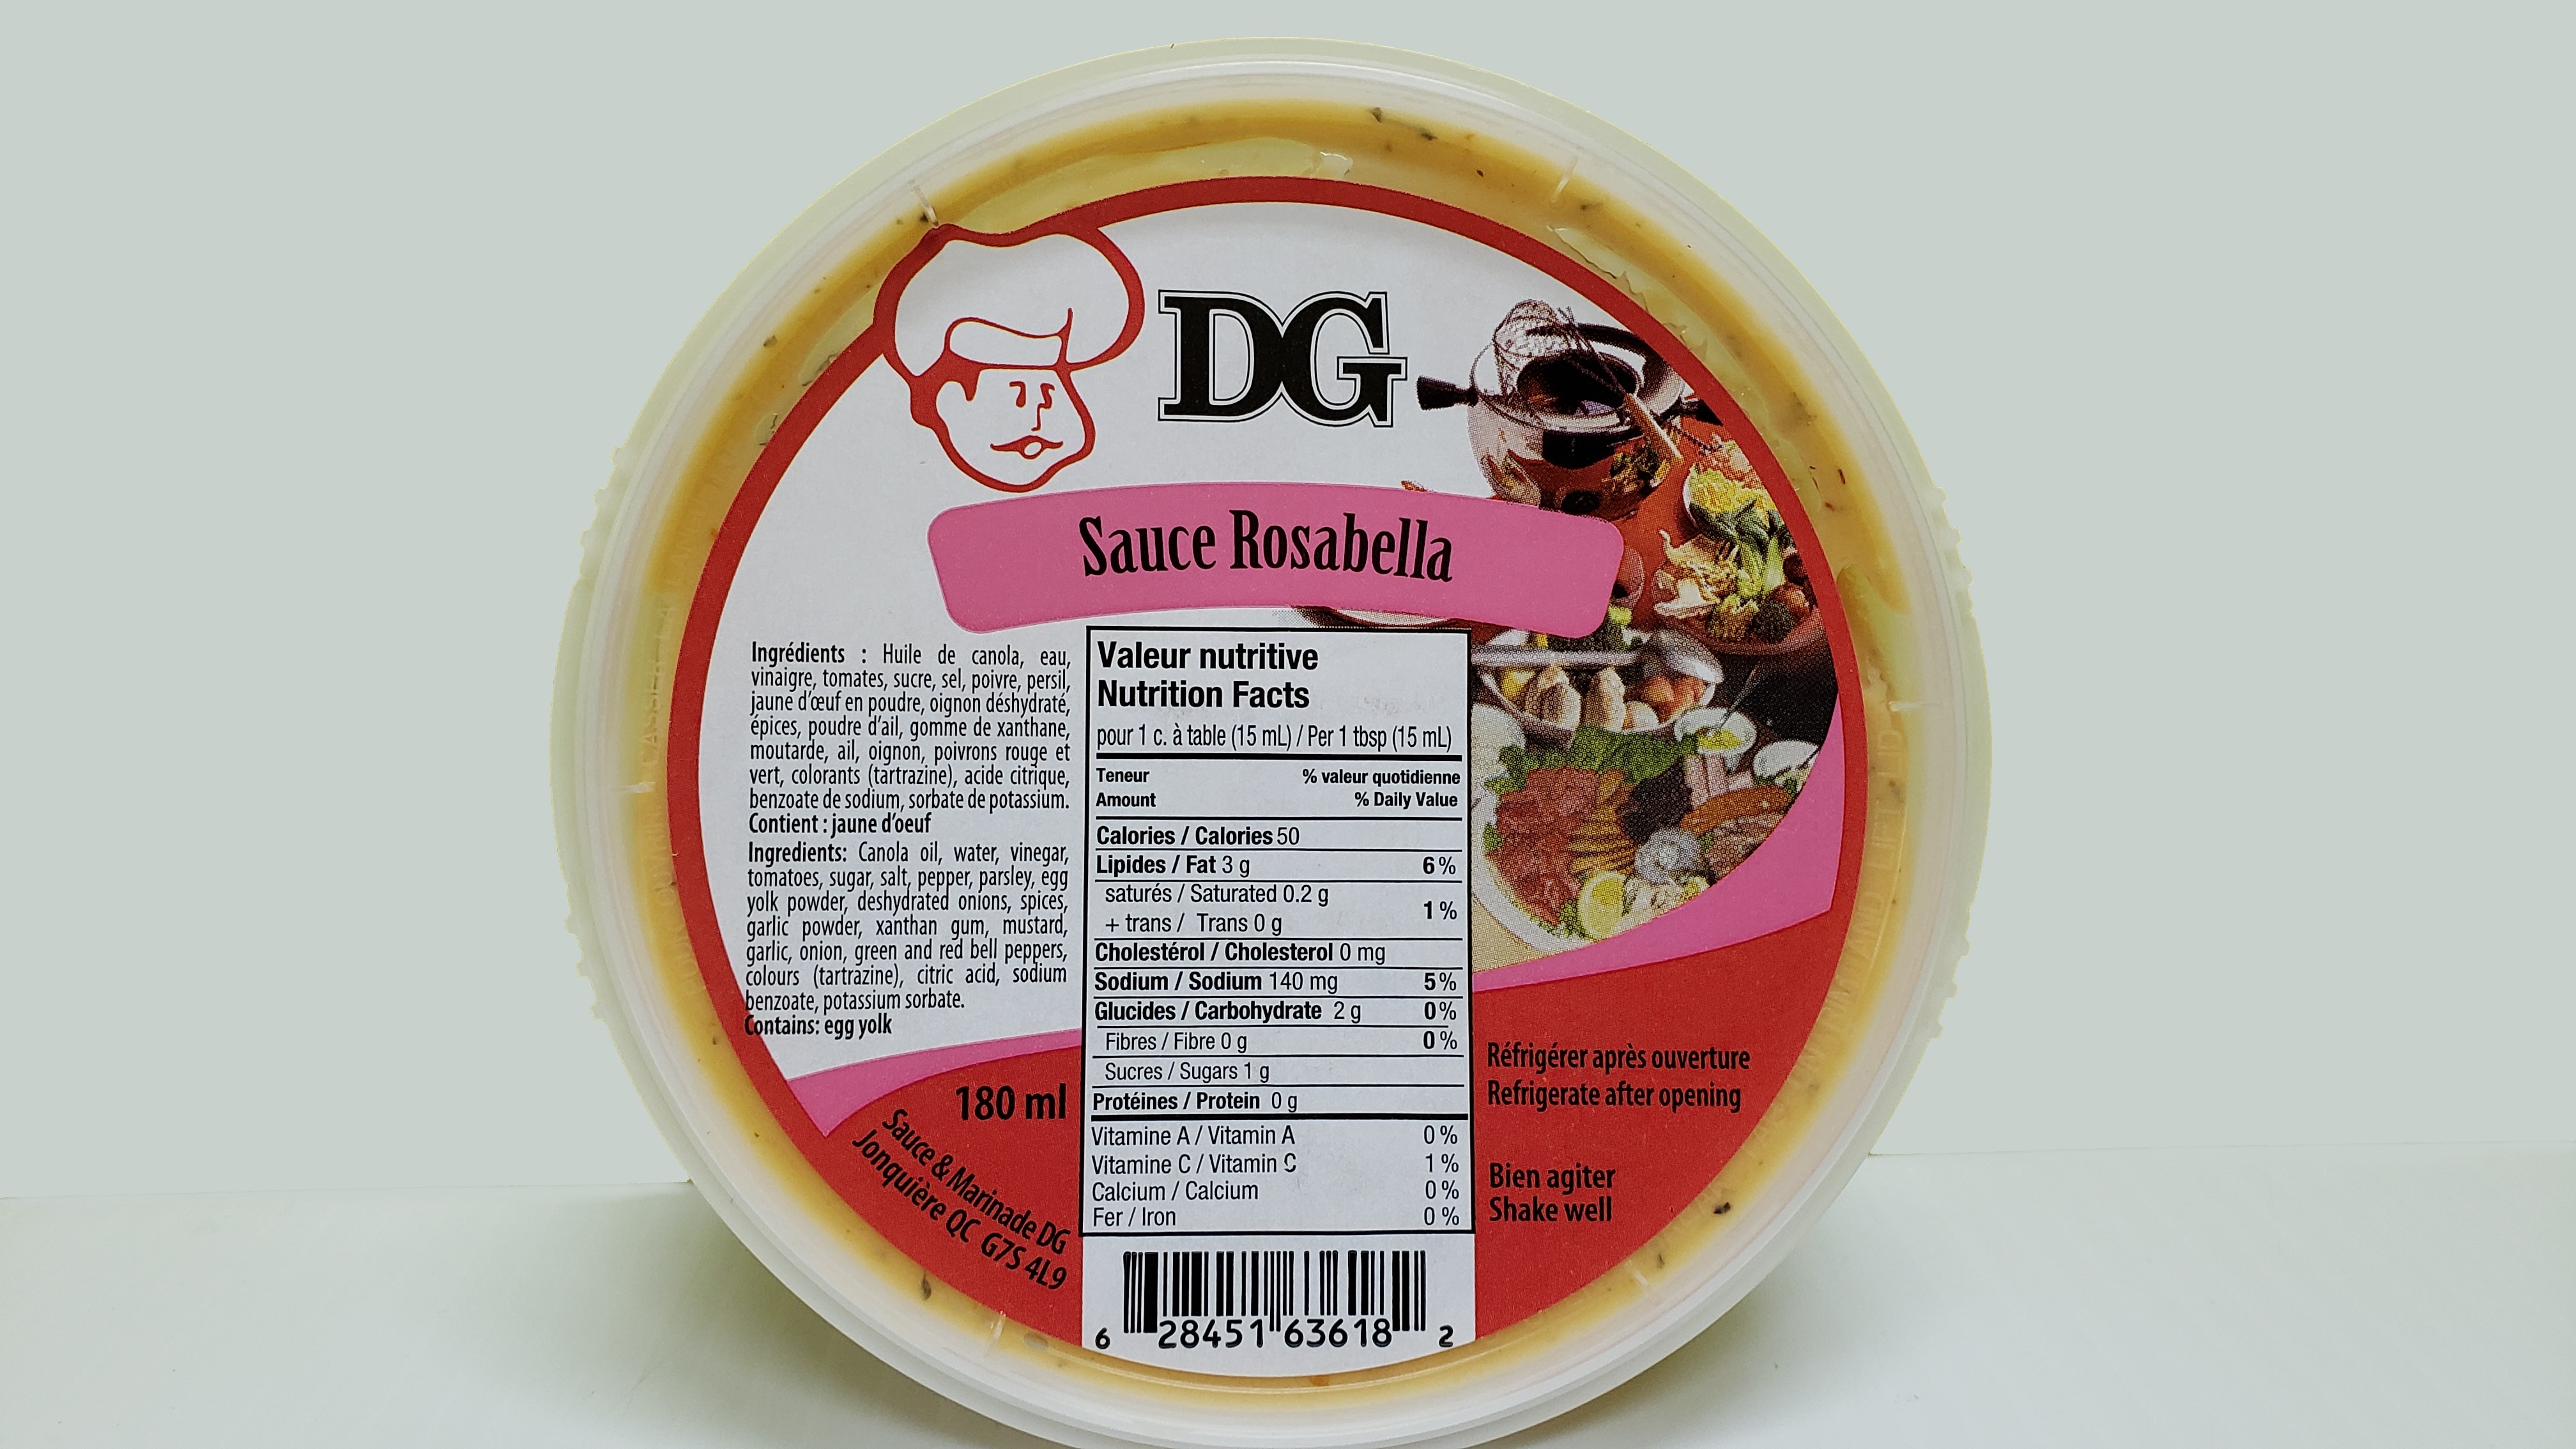 DG
Sauce Rosabella
Ingrédients : Huile de canola, eau,
vinaigre, tomates, sucre, sel, poivre, persil,
jaune d'œuf en poudre, oignon déshydraté,
épices, poudre d'ail, gomme de xanthane,
moutarde, ail, oignon, poivrons rouge et
vert, colorants (tartrazine), acide citrique,
benzoate de sodium, sorbate de potassium.
Contient : jaune d'oeuf
Ingredients: Canola oil, water, vinegar,
tomatoes, sugar, salt, pepper, parsley, egg
yolk powder, deshydrated onions, spices,
garlic powder, xanthan gum, mustard,
garlic, onion, green and red bell peppers,
colours (tartrazine), citric acid, sodium
benzoate, potassium sorbate.
Contains: egg yolk
180 ml
Sauce & Marinade DG
Jonquière QC G7S 4L9
Valeur nutritive
Nutrition Facts
pour 1 c. à table (15 mL) / Per 1 tbsp (15 mL)
Teneur % valeur quotidienne
Amount % Daily Value
Calories / Calories 50
Lipides / Fat 3 g 6 %
saturés / Saturated 0.2 g
+ trans / Trans 0 g 1 %
Cholestérol / Cholesterol 0 mg
Sodium / Sodium 140 mg 5 %
Glucides / Carbohydrate 2 g 0 %
Fibres / Fibre 0 g 0 %
Sucres / Sugars 1 g
Protéines / Protein 0 g
Vitamine A / Vitamin A 0 %
Vitamine C / Vitamin C 1 %
Calcium / Calcium 0 %
Fer / Iron 0 %
Réfrigérer après ouverture
Refrigerate after opening
Bien agiter
Shake well
6 28451 63618 2